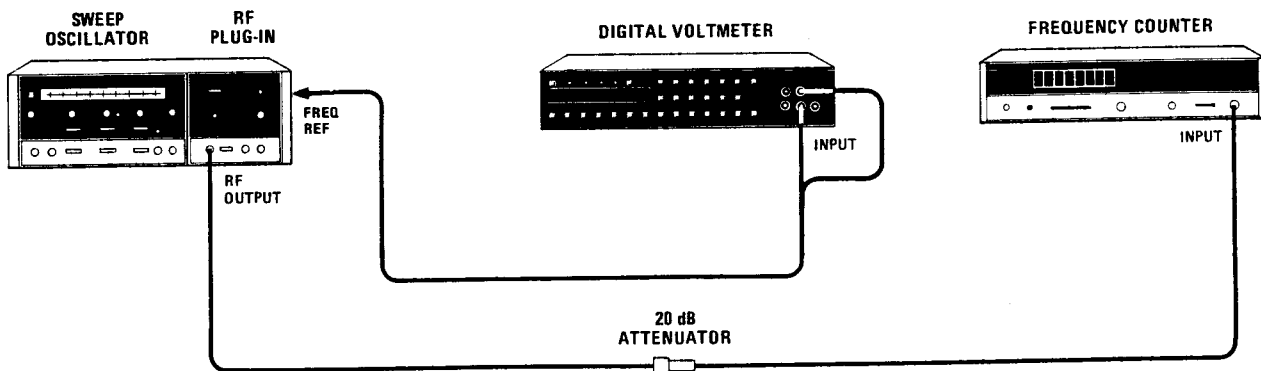 SWEEP
OSCILLATOR
RF
PLUG-IN
DIGITAL VOLTMETER
FREQUENCY COUNTER
FREQ
REF
INPUT
INPUT
RF
OUTPUT
20 dB
ATTENUATOR